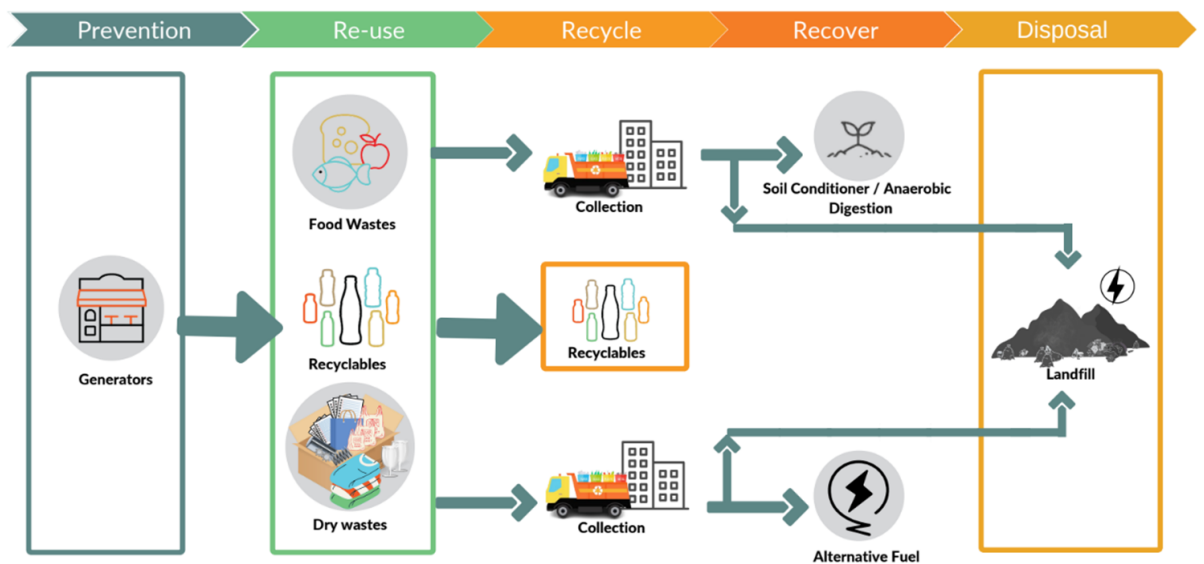 Prevention
Re-use
Recycle
Recover
Disposal
Food Wastes
Collection
Soil Conditioner / Anaerobic
Digestion
Generators
Recyclables
Recyclables
Landfill
Dry wastes
Collection
Alternative Fuel